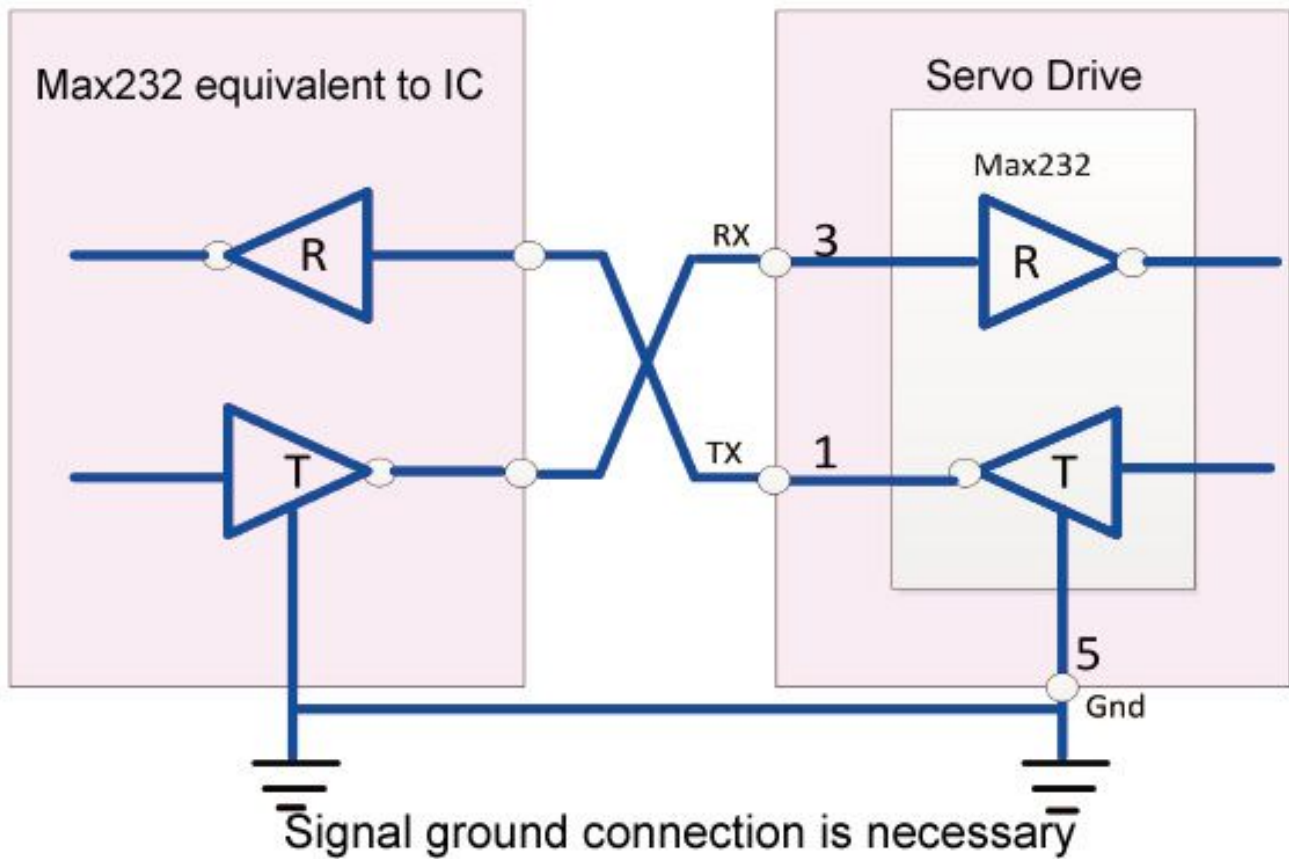 Max232 equivalent to IC
Servo Drive
Max232
R
RX
3
R
T
TX
1
T
5
Gnd
Signal ground connection is necessary